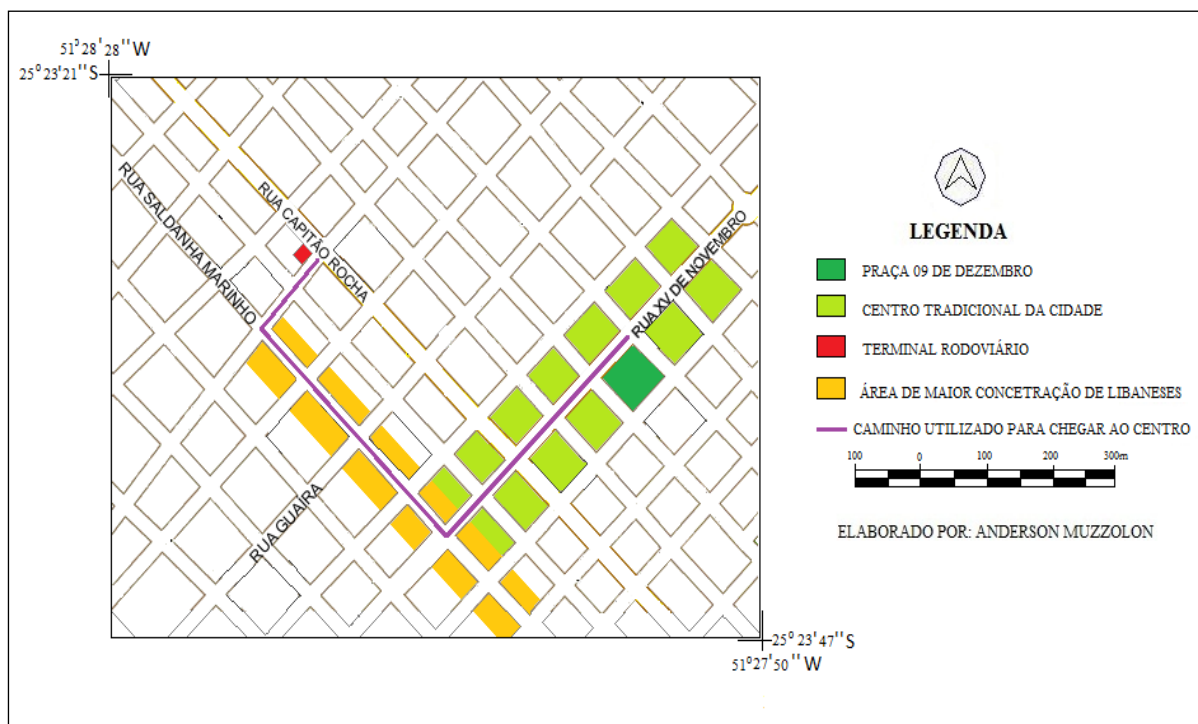 51°28'28''W
25°23'21''S
RUA SALDANHA MARINHO
RUA CAPITÃO ROCHA
RUA XV DE NOVEMBRO
RUA GUAIRA
25°23'47''S
51°27'50''W
LEGENDA
PRAÇA 09 DE DEZEMBRO
CENTRO TRADICIONAL DA CIDADE
TERMINAL RODOVIÁRIO
ÁREA DE MAIOR CONCETRAÇÃO DE LIBANESES
CAMINHO UTILIZADO PARA CHEGAR AO CENTRO
100 0 100 200 300m
ELABORADO POR: ANDERSON MUZZOLON